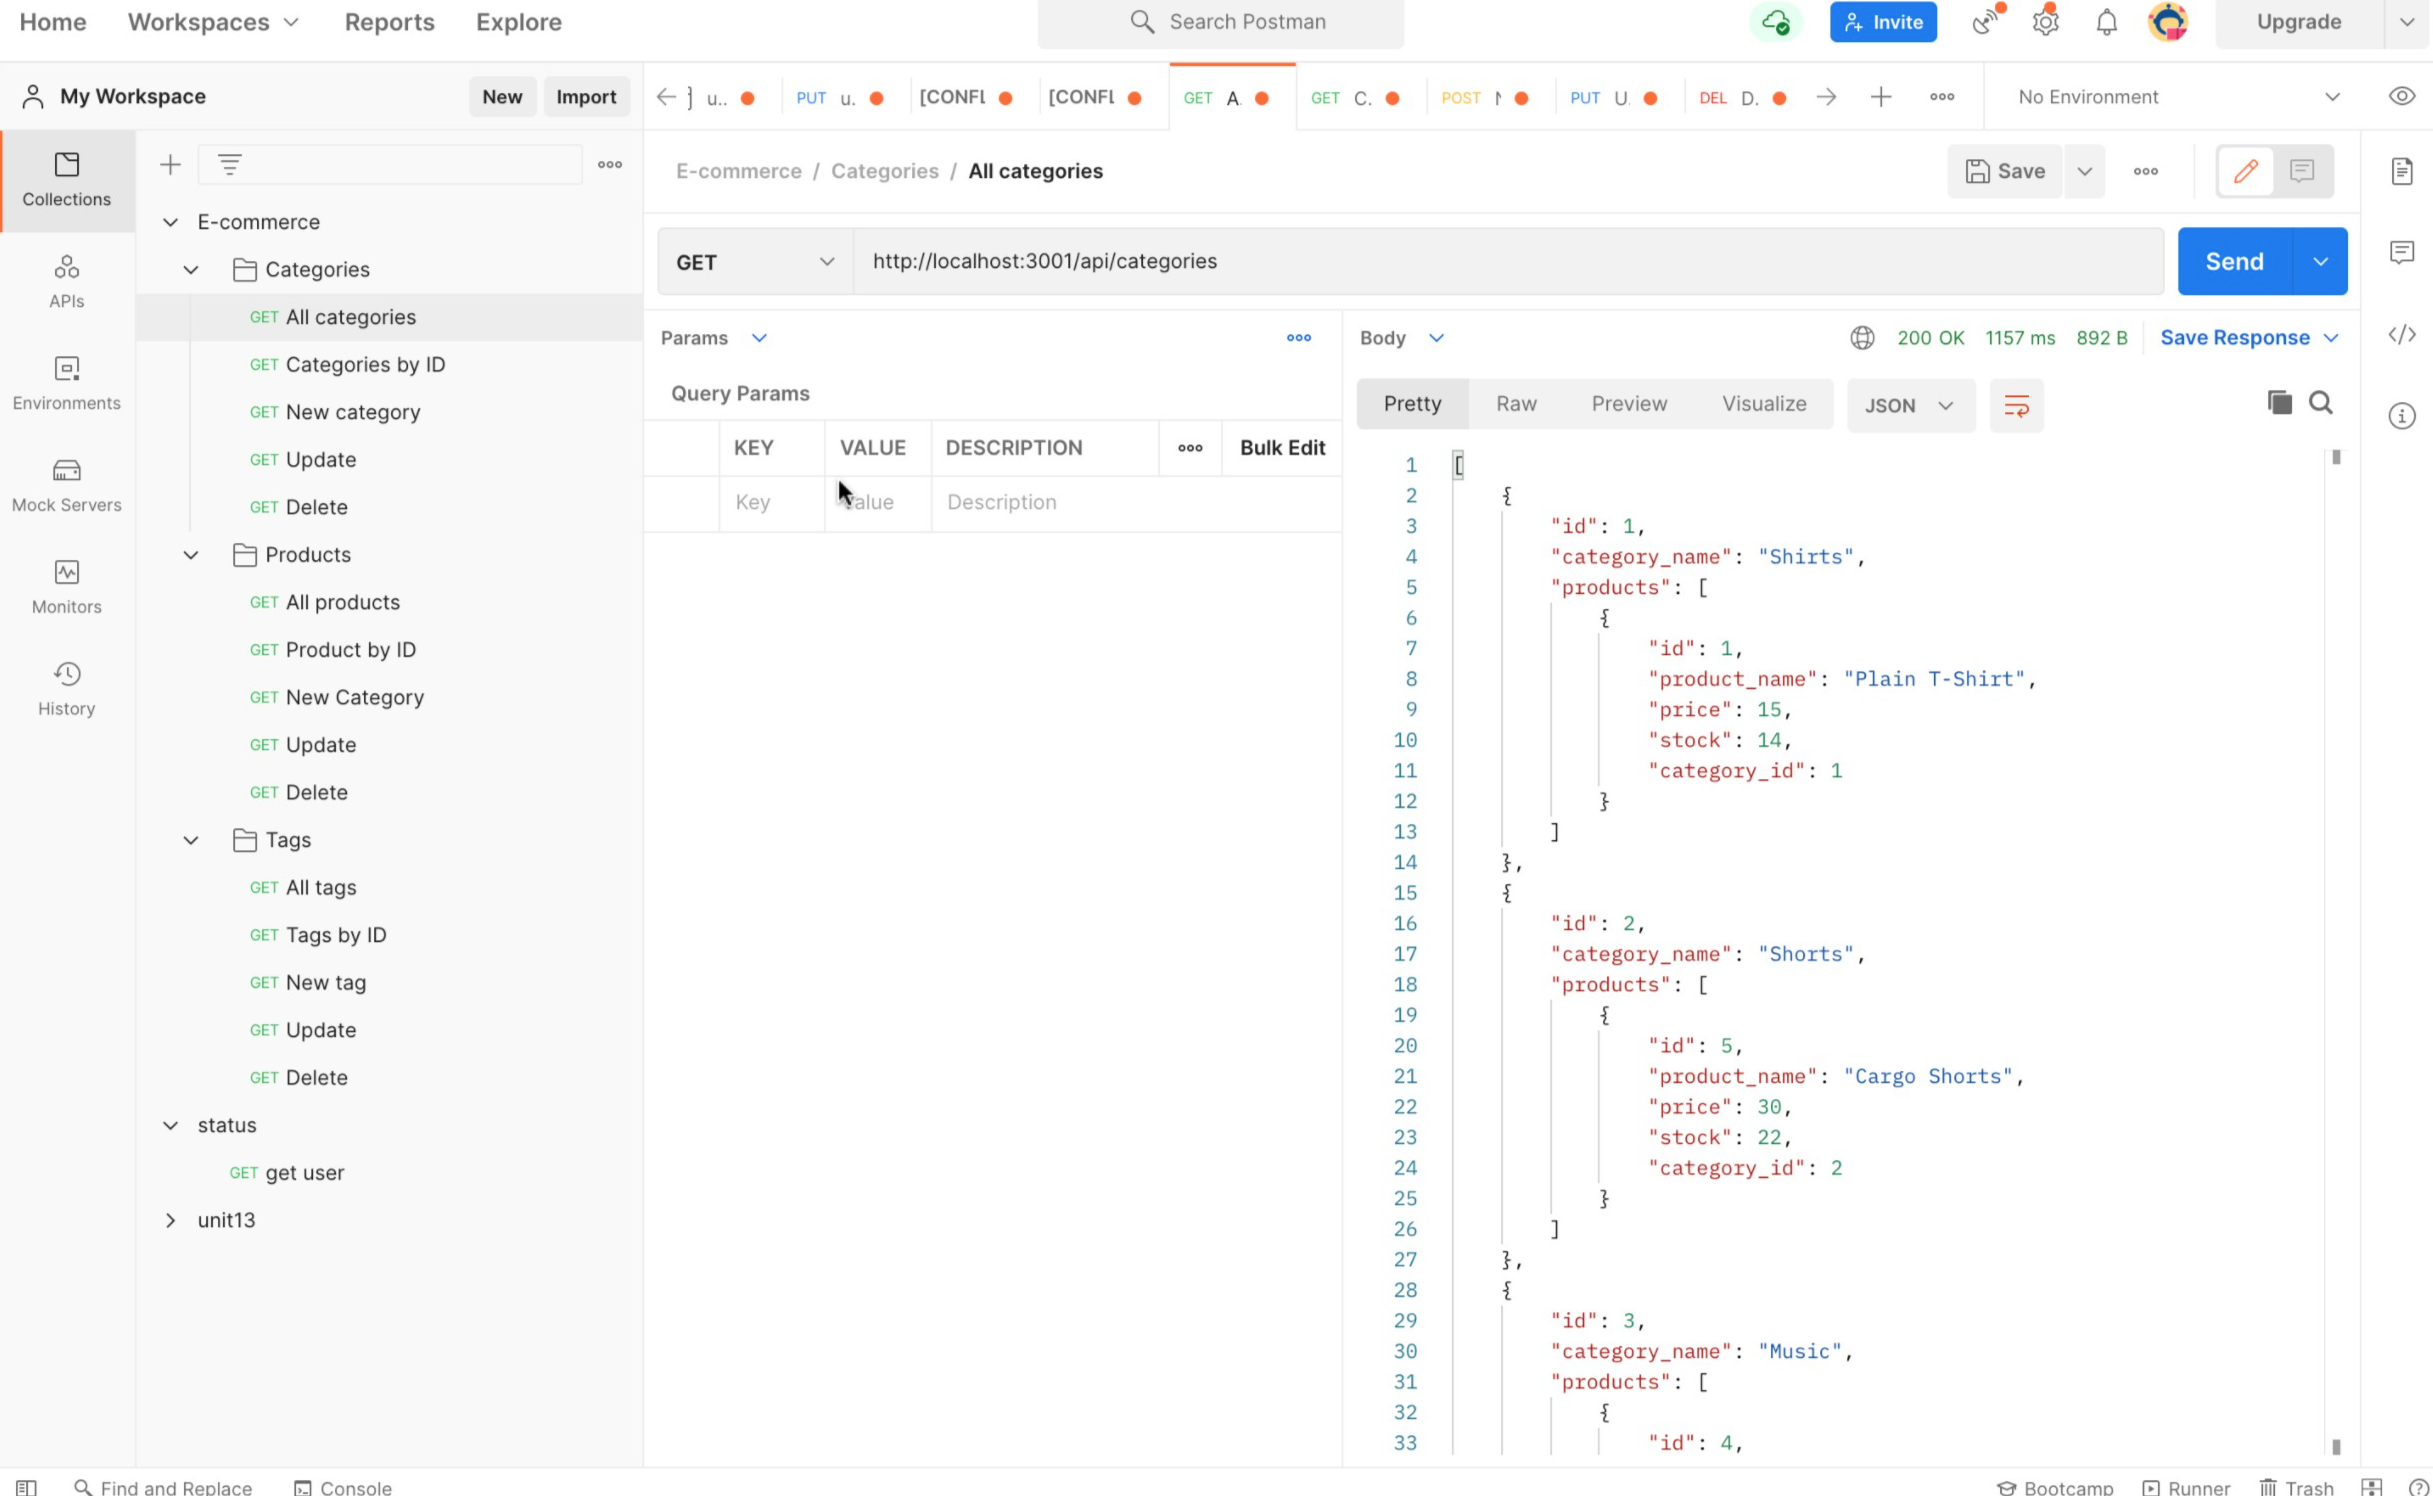 Home Workspaces Reports Explore Search Postman Invite Upgrade
My Workspace New Import
] u.. PUT u. [CONFL [CONFL GET A. GET C. POST PUT U. DEL D. No Environment
Collections
APIs
Environments
Mock Servers
Monitors
History
E-commerce
Categories
GET All categories
GET Categories by ID
GET New category
GET Update
GET Delete
Products
GET All products
GET Product by ID
GET New Category
GET Update
GET Delete
Tags
GET All tags
GET Tags by ID
GET New tag
GET Update
GET Delete
status
GET get user
unit13
E-commerce / Categories / All categories Save
GET http://localhost:3001/api/categories Send
Params
Query Params
KEY VALUE DESCRIPTION Bulk Edit
Key Value Description
Body 200 OK 1157 ms 892 B Save Response
Pretty Raw Preview Visualize JSON
1 [
2 {
3 "id": 1,
4 "category_name": "Shirts",
5 "products": [
6 {
7 "id": 1,
8 "product_name": "Plain T-Shirt",
9 "price": 15,
10 "stock": 14,
11 "category_id": 1
12 }
13 ]
14 },
15 {
16 "id": 2,
17 "category_name": "Shorts",
18 "products": [
19 {
20 "id": 5,
21 "product_name": "Cargo Shorts",
22 "price": 30,
23 "stock": 22,
24 "category_id": 2
25 }
26 ]
27 },
28 {
29 "id": 3,
30 "category_name": "Music",
31 "products": [
32 {
33 "id": 4,
Find and Replace Console Bootcamp Runner Trash